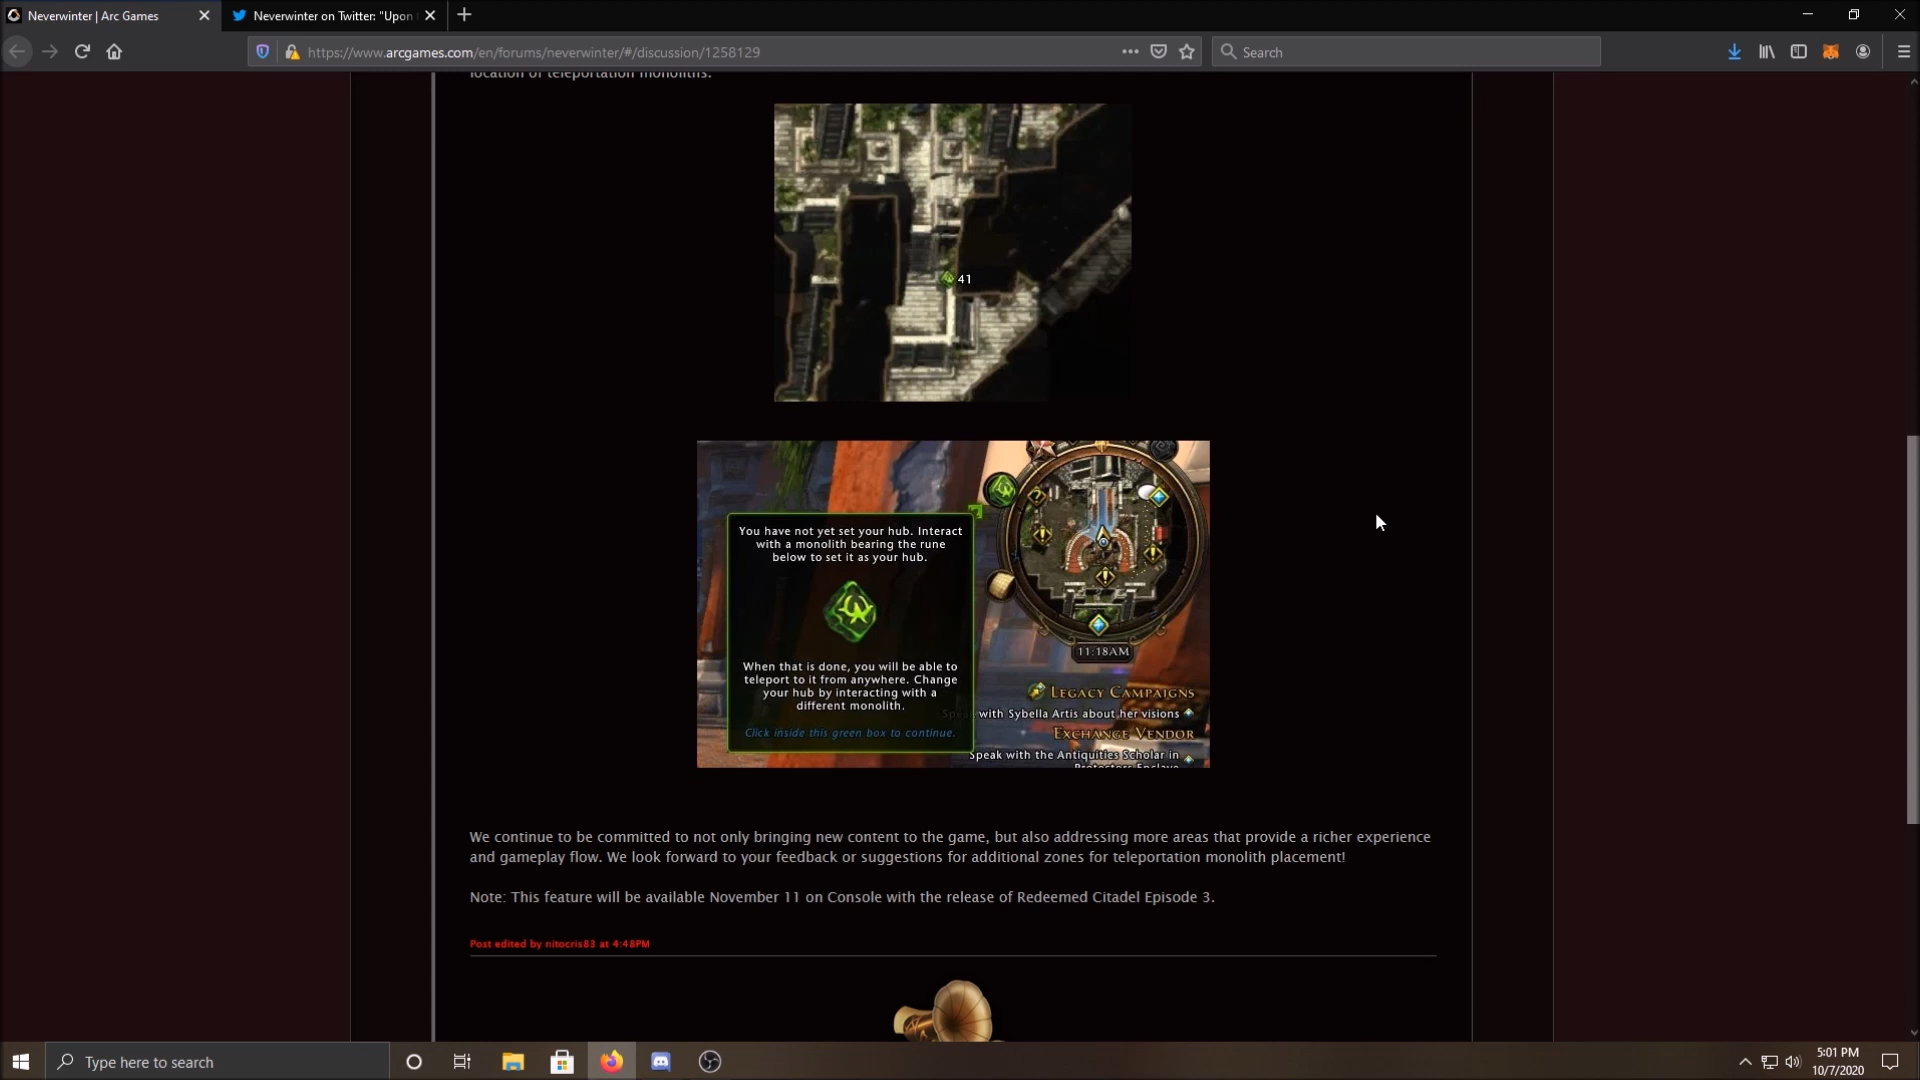 Neverwinter | Arc Games
Neverwinter on Twitter: "Upon
https://www.arcgames.com/en/forums/neverwinter/#/discussion/1258129
Search
location of teleportation monoliths.
41
You have not yet set your hub. Interact
with a monolith bearing the rune
below to set it as your hub.
When that is done, you will be able to
teleport to it from anywhere. Change
your hub by interacting with a
different monolith.
Click inside this green box to continue.
11:18AM
Legacy Campaigns
Speak with Sybella Artis about her visions
Exchange Vendor
Speak with the Antiquities Scholar in
Protectors Enclave
We continue to be committed to not only bringing new content to the game, but also addressing more areas that provide a richer experience
and gameplay flow. We look forward to your feedback or suggestions for additional zones for teleportation monolith placement!
Note: This feature will be available November 11 on Console with the release of Redeemed Citadel Episode 3.
Post edited by nitocris83 at 4:48PM
Type here to search
5:01 PM
10/7/2020